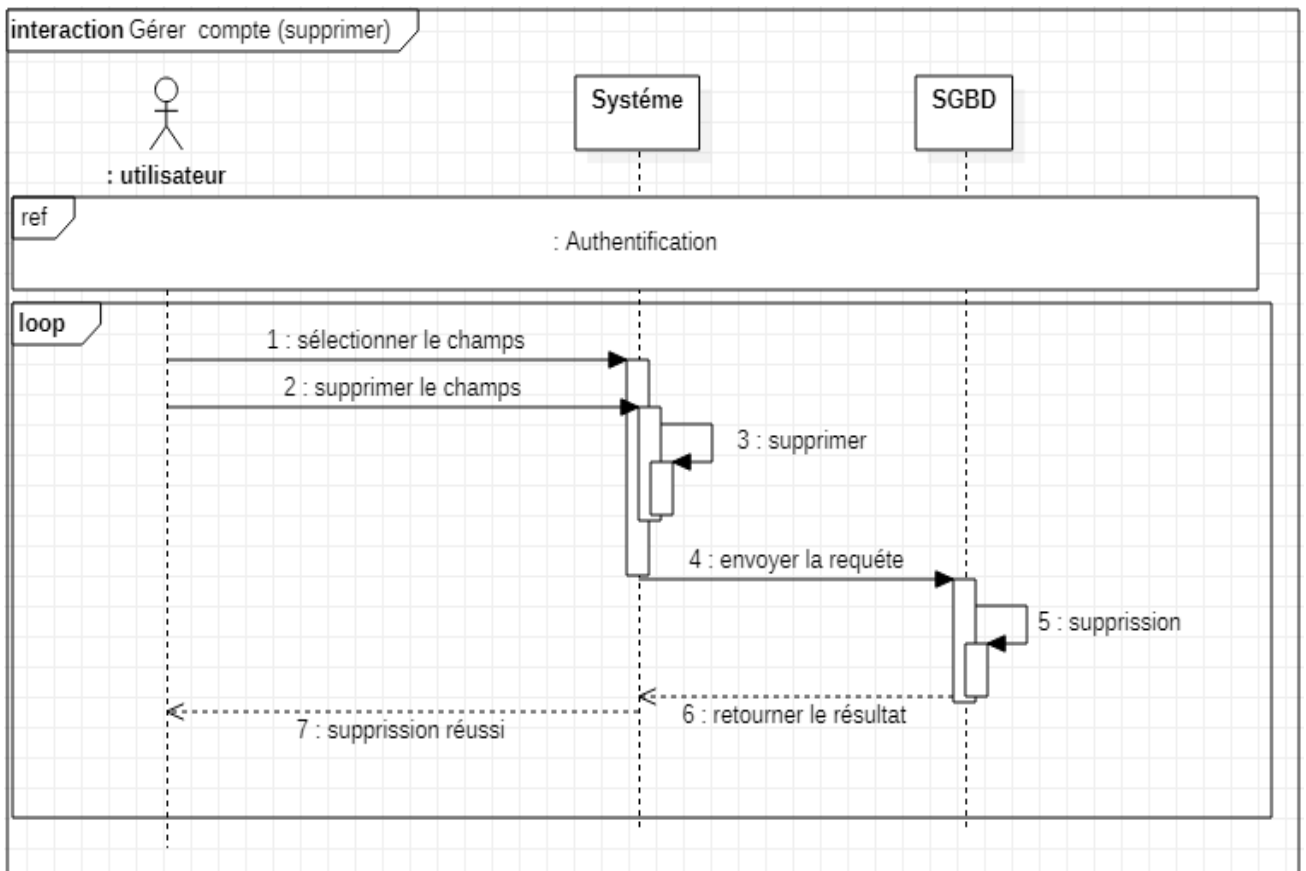 interaction Gérer compte (supprimer)
Systéme
SGBD
: utilisateur
ref
: Authentification
loop
1 : sélectionner le champs
2 : supprimer le champs
3 : supprimer
4 : envoyer la requéte
5 : supprission
6 : retourner le résultat
7 : supprission réussi